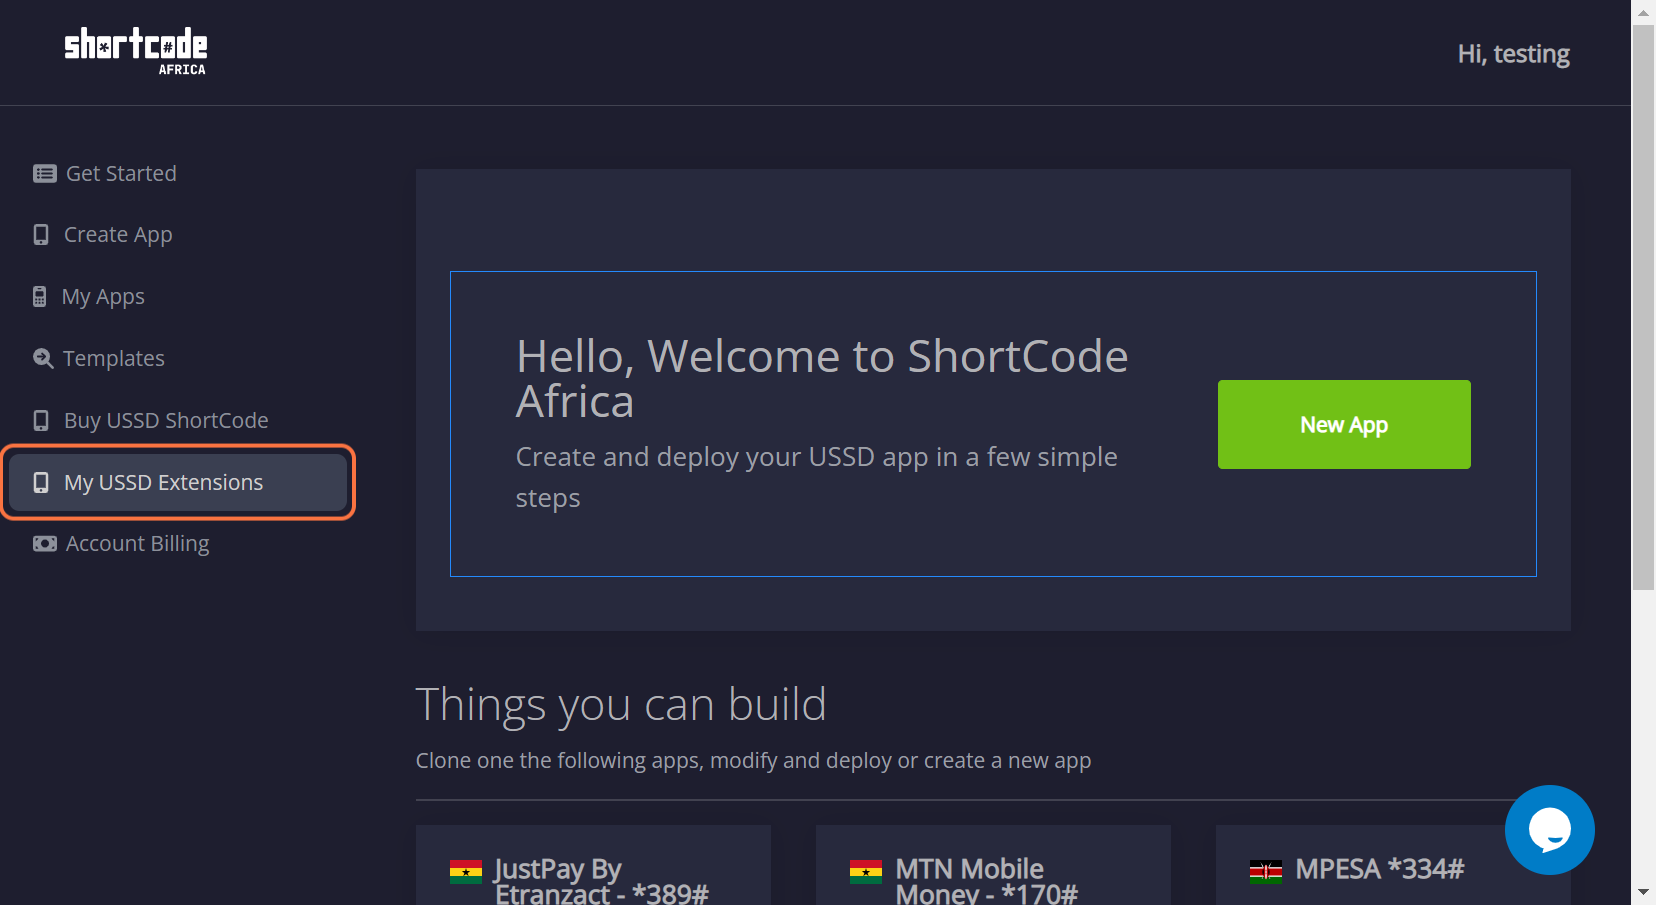 shortcode
AFRICA
Hi, testing
Get Started
Create App
My Apps
Templates
Buy USSD ShortCode
My USSD Extensions
Account Billing
Hello, Welcome to ShortCode
Africa
Create and deploy your USSD app in a few simple
steps
New App
Things you can build
Clone one the following apps, modify and deploy or create a new app
JustPay By
Etranzact - *389#
MTN Mobile
Money - *170#
MPESA *334#